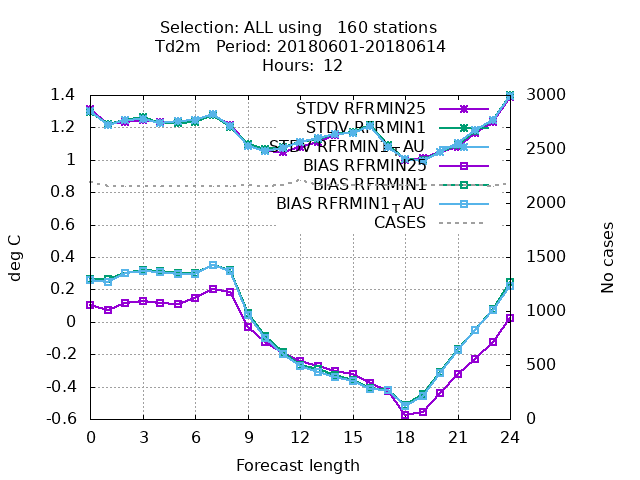 Selection: ALL using   160 stations
Td2m   Period: 20180601-20180614
Hours:  12
1.4
1.2
1
0.8
0.6
0.4
0.2
0
-0.2
-0.4
-0.6
deg C
STDV RFRMIN25
STDV RFRMIN1
STDV RFRMIN1_TAU
BIAS RFRMIN25
BIAS RFRMIN1
BIAS RFRMIN1_TAU
CASES
3000
2500
2000
1500
1000
500
0
No cases
0 3 6 9 12 15 18 21 24
Forecast length